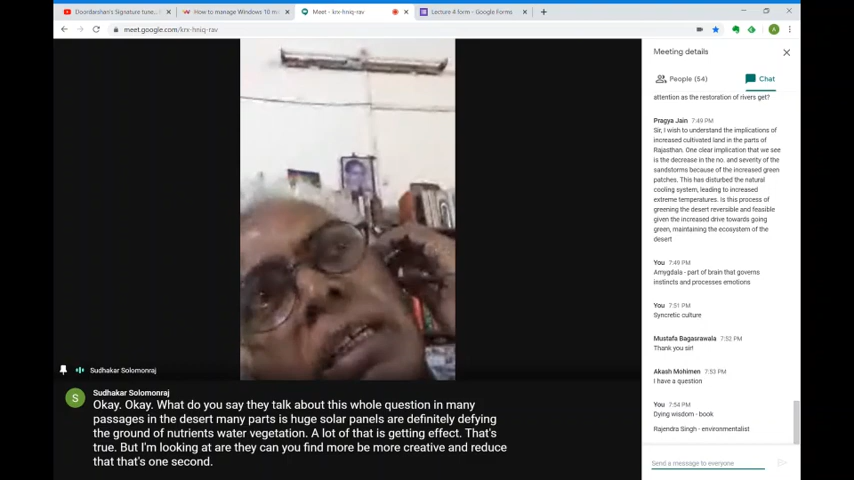 Doordarshan's Signature tune..
How to manage Windows 10 m
Meet - krx-hniq-rav
Lecture 4 form - Google Forms
meet.google.com/krx-hniq-rav
Meeting details
People (54)
Chat
attention as the restoration of rivers get?
Pragya Jain 7:49 PM
Sir, I wish to understand the implications of
increased cultivated land in the parts of
Rajasthan. One clear implication that we see
is the decrease in the no. and severity of the
sandstorms because of the increased green
patches. This has disturbed the natural
cooling system, leading to increased
extreme temperatures. Is this process of
greening the desert reversible and feasible
given the increased drive towards going
green, maintaining the ecosystem of the
desert
You 7:49 PM
Amygdala - part of brain that governs
instincts and processes emotions
You 7:51 PM
Syncretic culture
Mustafa Bagasrawala 7:52 PM
Thank you sir!
Akash Mohimen 7:53 PM
I have a question
You 7:54 PM
Dying wisdom - book
Rajendra Singh - environmentalist
Send a message to everyone
Sudhakar Solomonraj
S
Sudhakar Solomonraj
Okay. Okay. What do you say they talk about this whole question in many
passages in the desert many parts is huge solar panels are definitely defying
the ground of nutrients water vegetation. A lot of that is getting effect. That's
true. But I'm looking at are they can you find more be more creative and reduce
that that's one second.